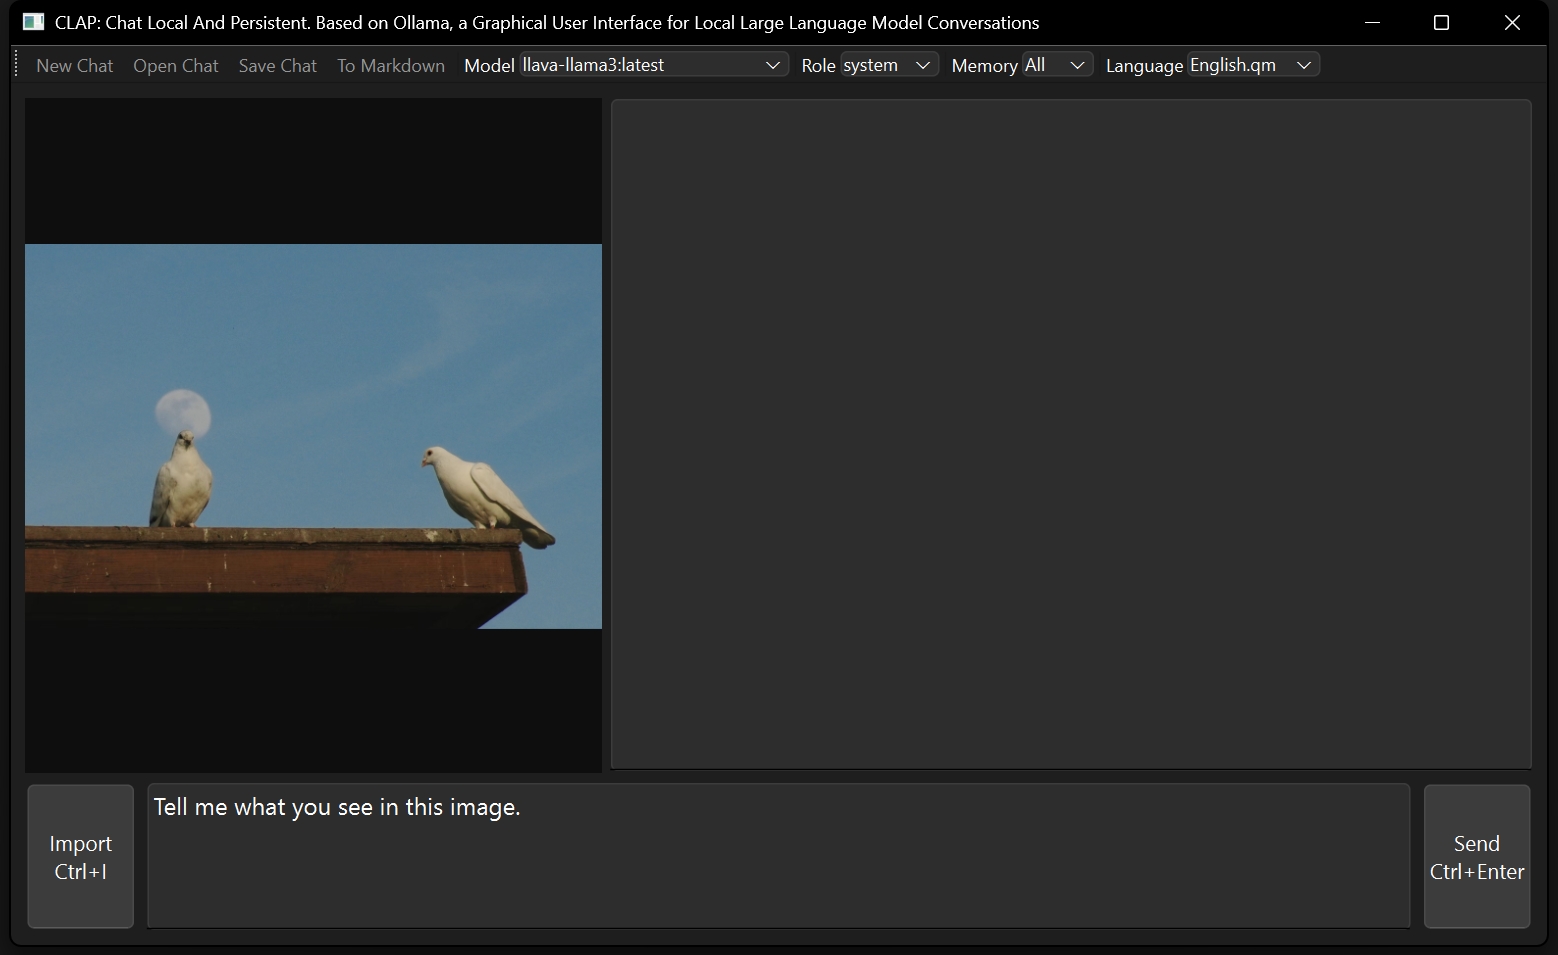 CLAP: Chat Local And Persistent. Based on Ollama, a Graphical User Interface for Local Large Language Model Conversations
New Chat Open Chat Save Chat To Markdown Model llava-llama3:latest Role system Memory All Language English.qm
Tell me what you see in this image.
Import
Ctrl+I
Send
Ctrl+Enter